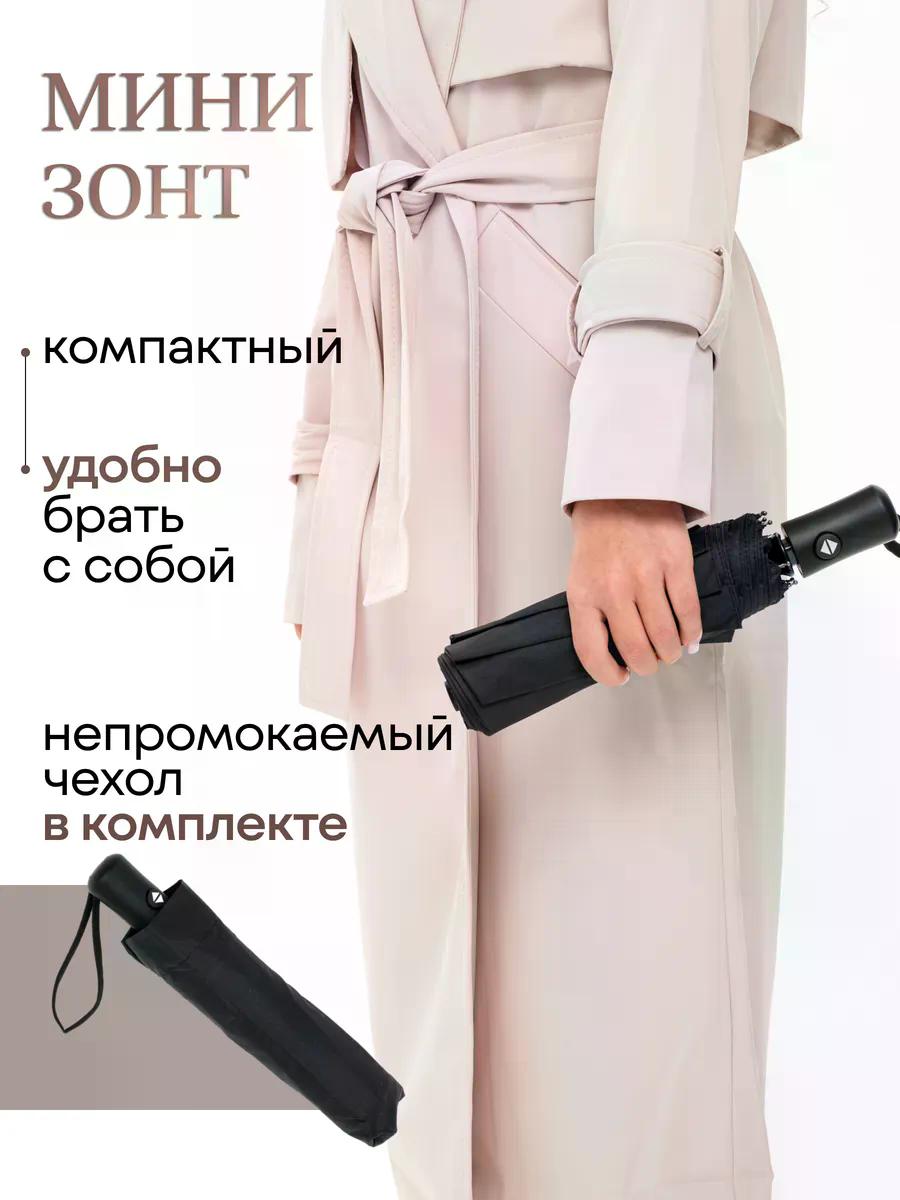 МИНИ
ЗОНТ
компактный
удобно
брать
с собой
непромокаемый
чехол
в комплекте